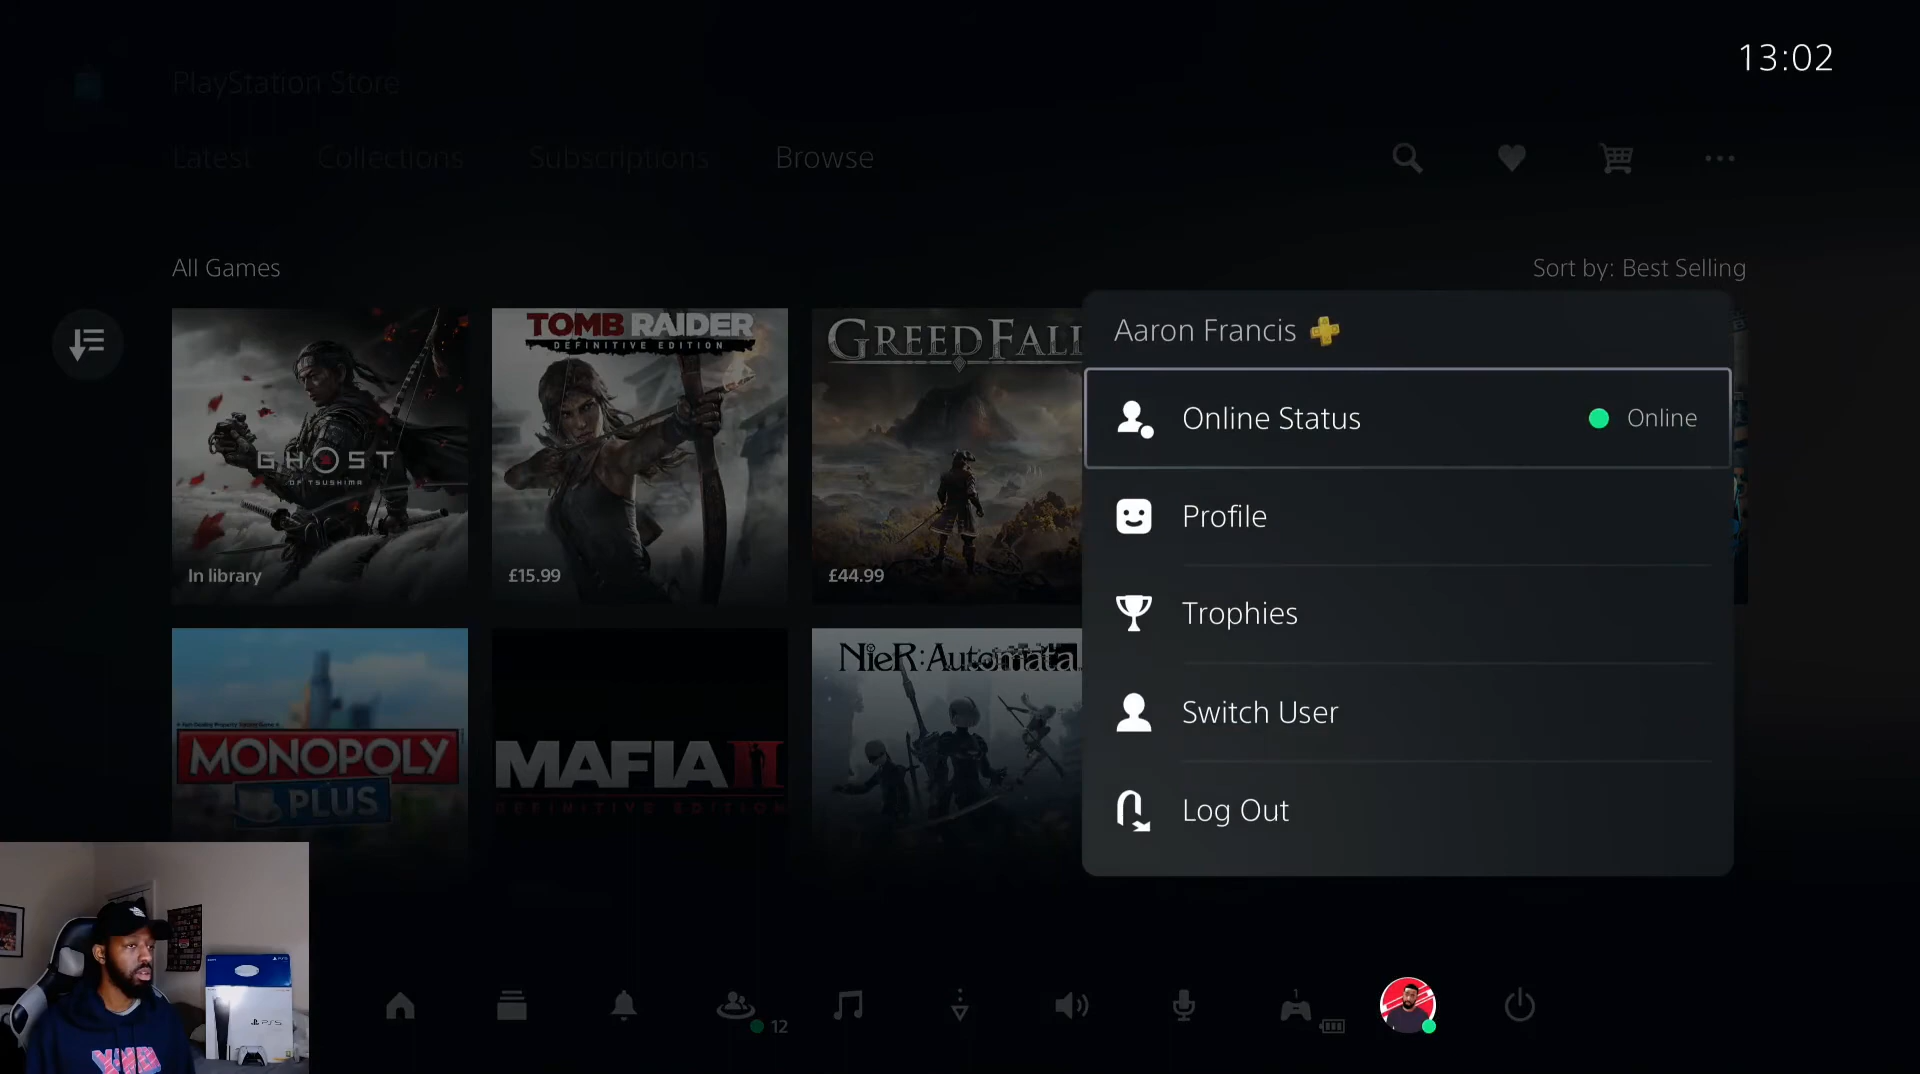 13:02
PlayStation Store
Latest Collections Subscriptions Browse
All Games
Sort by: Best Selling
GHOST
OF TSUSHIMA
In library
TOMB RAIDER
DEFINITIVE EDITION
£15.99
GREEDFALL
£44.99
Aaron Francis
Online Status
Online
Profile
Trophies
Switch User
Log Out
MONOPOLY
PLUS
MAFIA II
DEFINITIVE EDITION
NieR:Automata
PS5
12
1